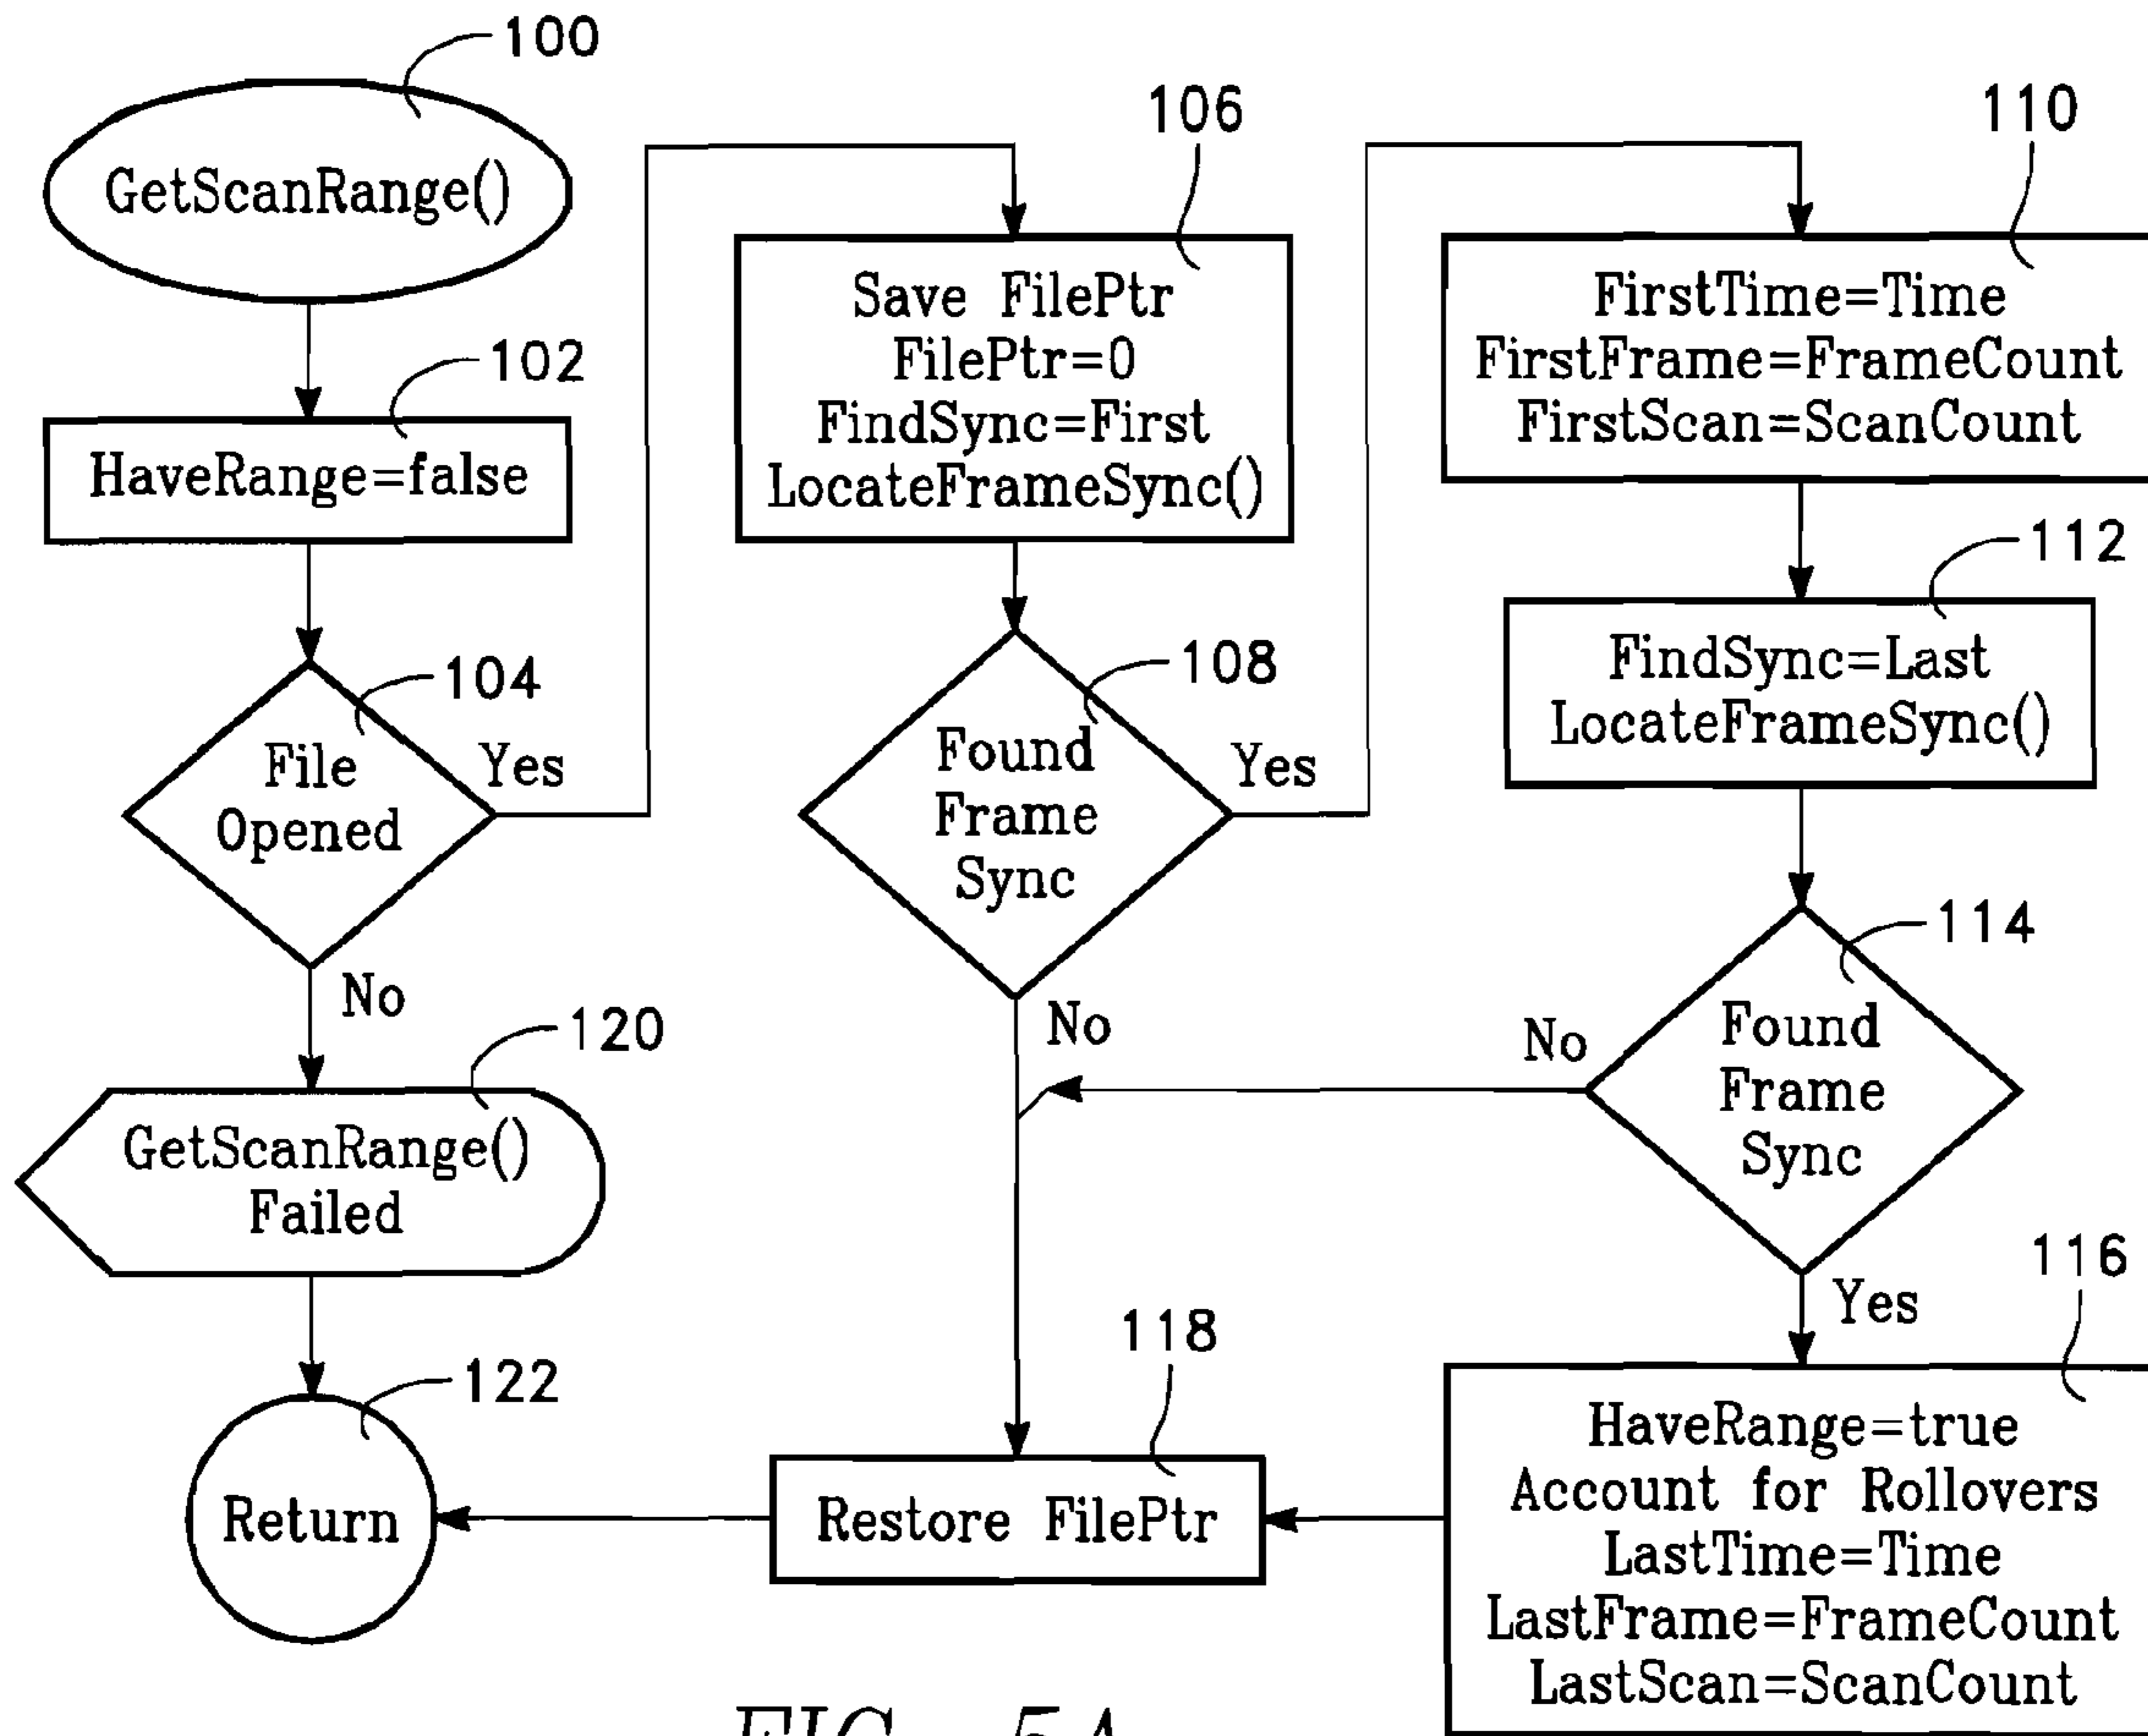 100
GetScanRange()
102
HaveRange=false
104
File
Opened
Yes
No
120
GetScanRange()
Failed
122
Return
106
Save FilePtr
FilePtr=0
FindSync=First
LocateFrameSync()
108
Found
Frame
Sync
Yes
No
118
Restore FilePtr
110
FirstTime=Time
FirstFrame=FrameCount
FirstScan=ScanCount
112
FindSync=Last
LocateFrameSync()
114
Found
Frame
Sync
No
Yes
116
HaveRange=true
Account for Rollovers
LastTime=Time
LastFrame=FrameCount
LastScan=ScanCount
FIG. 5A